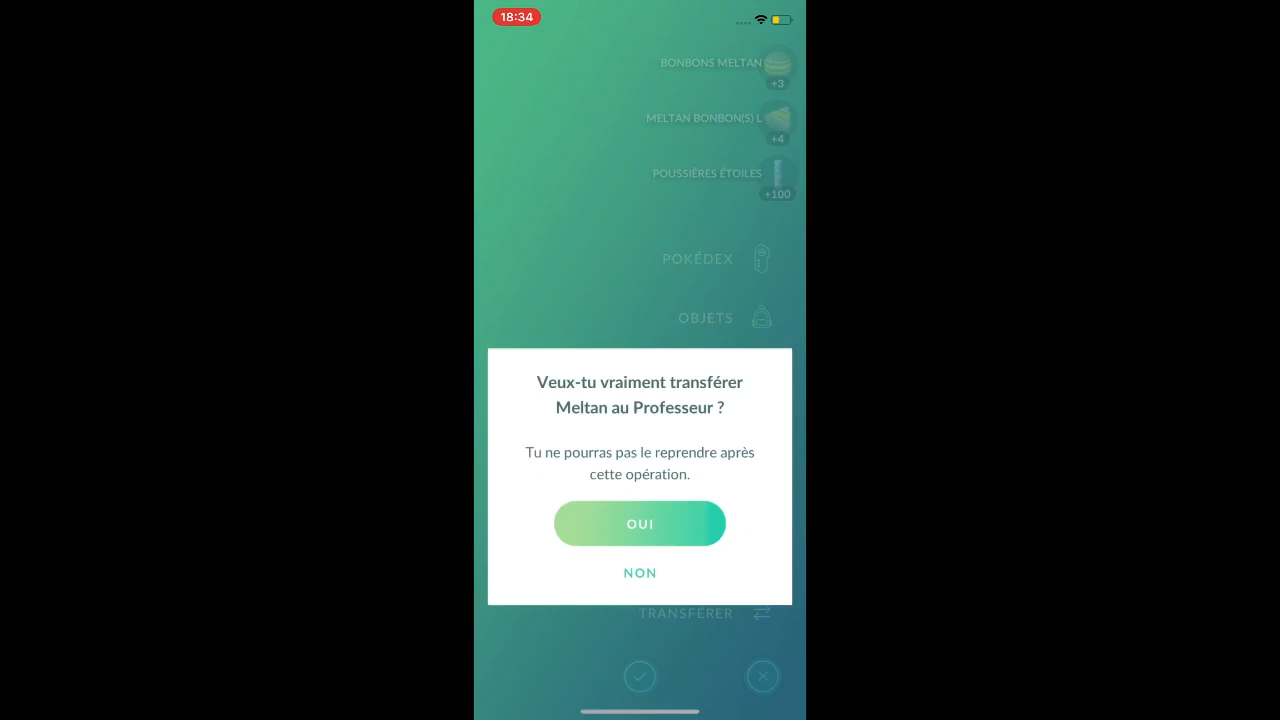 18:34
BONBONS MELTAN
+3
MELTAN BONBON(S) L
+4
POUSSIÈRES ÉTOILES
+100
POKÉDEX
OBJETS
Veux-tu vraiment transférer
Meltan au Professeur ?
Tu ne pourras pas le reprendre après
cette opération.
OUI
NON
TRANSFÉRER